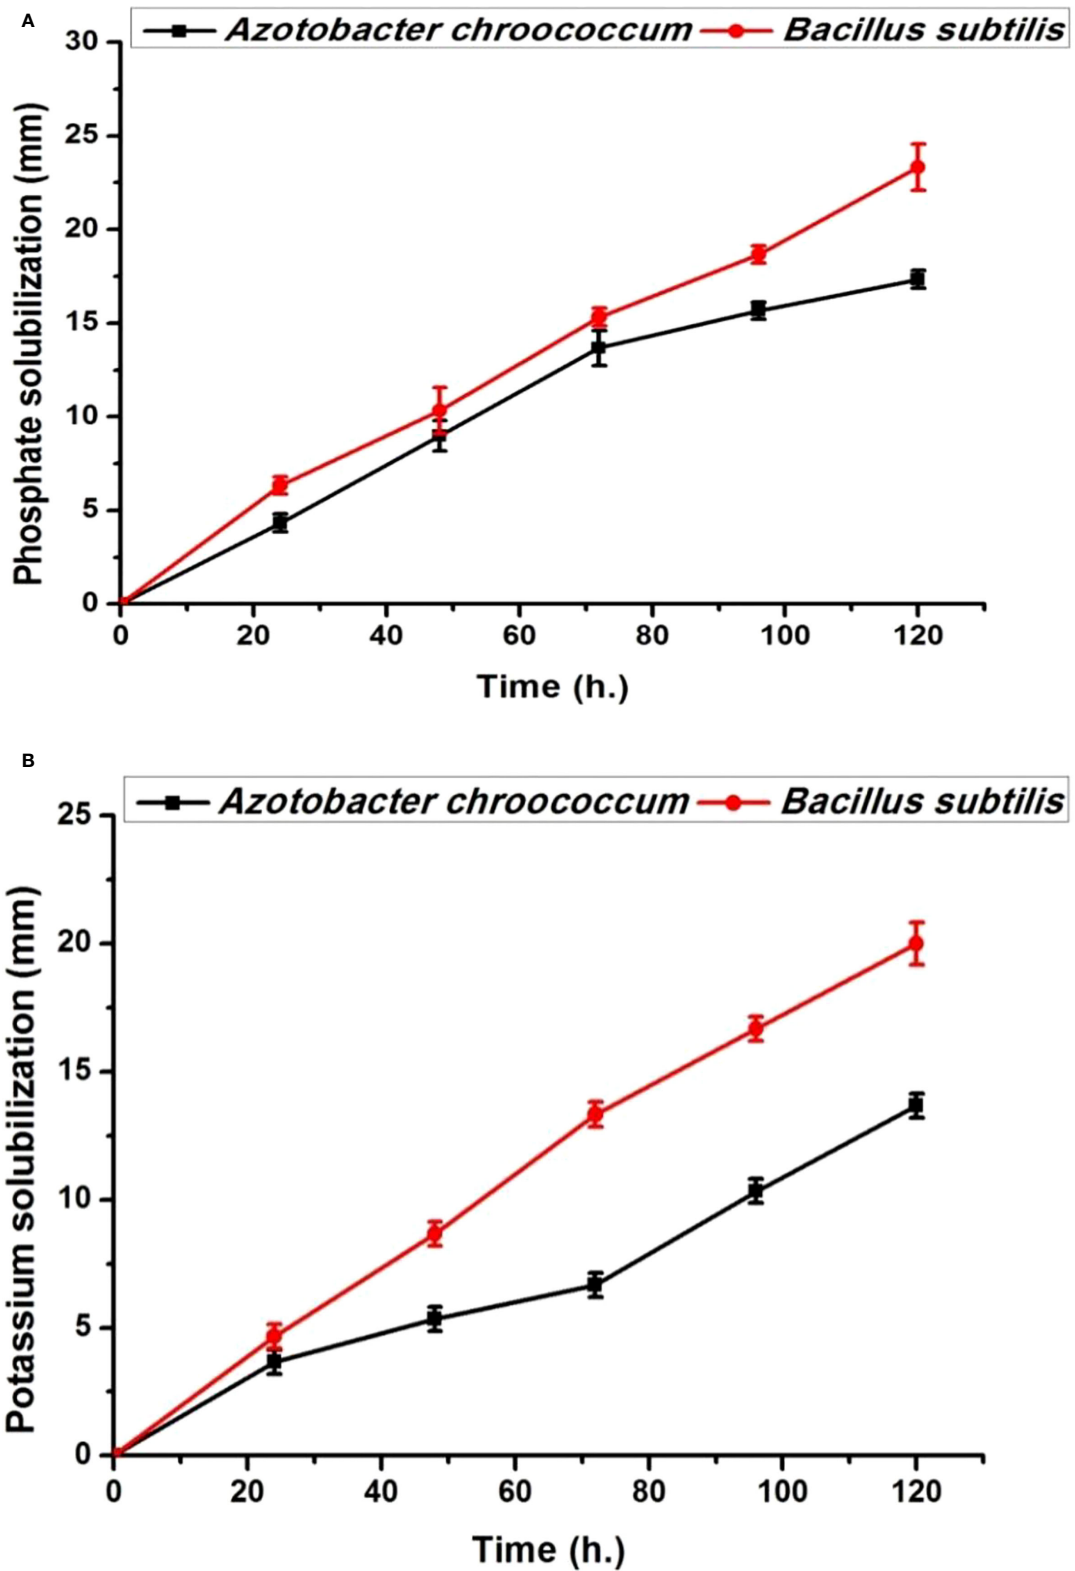 A
Azotobacter chroococcum Bacillus subtilis
30
25
20
15
10
5
0
Phosphate solubilization (mm)
0 20 40 60 80 100 120
Time (h.)
B
Azotobacter chroococcum Bacillus subtilis
25
20
15
10
5
0
Potassium solubilization (mm)
0 20 40 60 80 100 120
Time (h.)